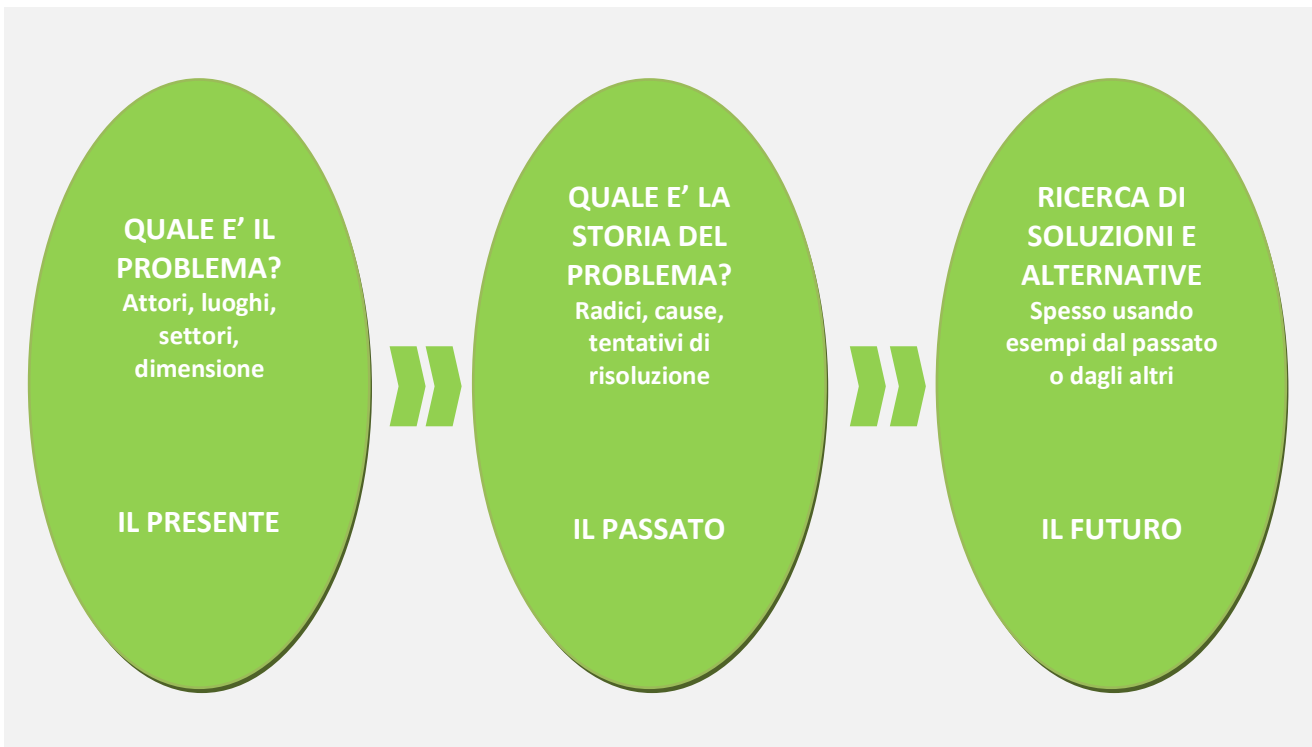 QUALE E’ IL
PROBLEMA?
Attori, luoghi,
settori,
dimensione
IL PRESENTE
QUALE E’ LA
STORIA DEL
PROBLEMA?
Radici, cause,
tentativi di
risoluzione
IL PASSATO
RICERCA DI
SOLUZIONI E
ALTERNATIVE
Spesso usando
esempi dal passato
o dagli altri
IL FUTURO